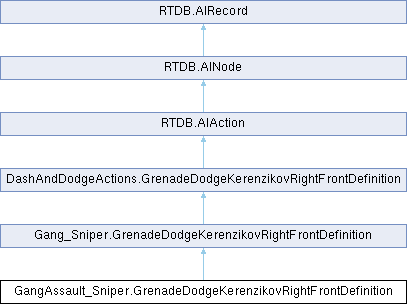 RTDB.AIRecord
RTDB.AINode
RTDB.AIAction
DashAndDodgeActions.GrenadeDodgeKerenzikovRightFrontDefinition
Gang_Sniper.GrenadeDodgeKerenzikovRightFrontDefinition
GangAssault_Sniper.GrenadeDodgeKerenzikovRightFrontDefinition